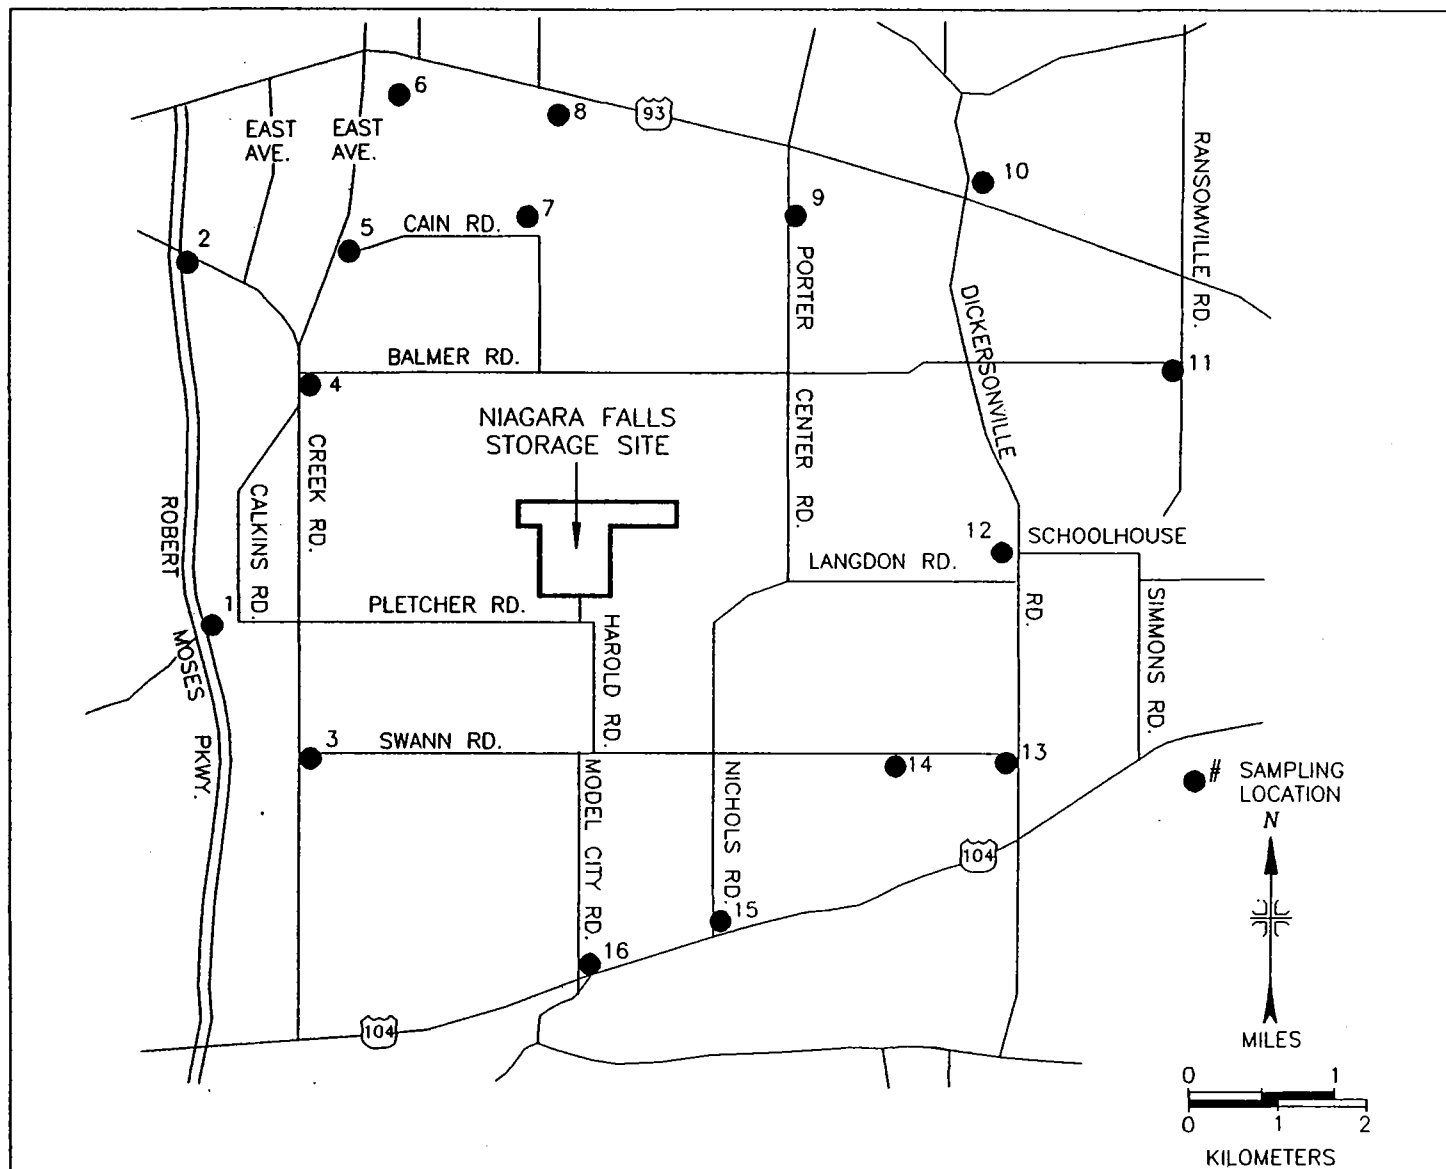 6
8
93
EAST
AVE.
EAST
AVE.
10
RANSOMVILLE RD.
2
5
CAIN RD.
7
9
PORTER
CENTER RD.
DICKERSONVILLE
RD.
BALMER RD.
4
11
NIAGARA FALLS
STORAGE SITE
CREEK RD.
CALKINS RD.
ROBERT
MOSES
PKWY.
12
SCHOOLHOUSE
LANGDON RD.
1
PLETCHER RD.
HAROLD RD.
SIMMONS RD.
3
SWANN RD.
14
13
MODEL CITY RD.
NICHOLS RD.
# SAMPLING
LOCATION
N
104
15
16
104
MILES
0 1
0 1 2
KILOMETERS